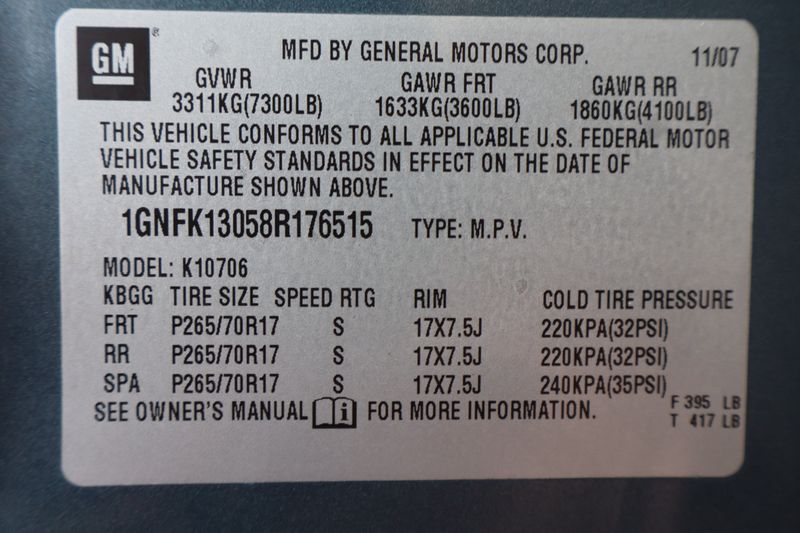 GM®
MFD BY GENERAL MOTORS CORP. 11/07
GVWR GAWR FRT GAWR RR
3311KG(7300LB) 1633KG(3600LB) 1860KG(4100LB)
THIS VEHICLE CONFORMS TO ALL APPLICABLE U.S. FEDERAL MOTOR
VEHICLE SAFETY STANDARDS IN EFFECT ON THE DATE OF
MANUFACTURE SHOWN ABOVE.
1GNFK13058R176515 TYPE: M.P.V.
MODEL: K10706
KBGG TIRE SIZE SPEED RTG RIM COLD TIRE PRESSURE
FRT P265/70R17 S 17X7.5J 220KPA(32PSI)
RR P265/70R17 S 17X7.5J 220KPA(32PSI)
SPA P265/70R17 S 17X7.5J 240KPA(35PSI)
SEE OWNER'S MANUAL i FOR MORE INFORMATION.
F 395 LB
T 417 LB